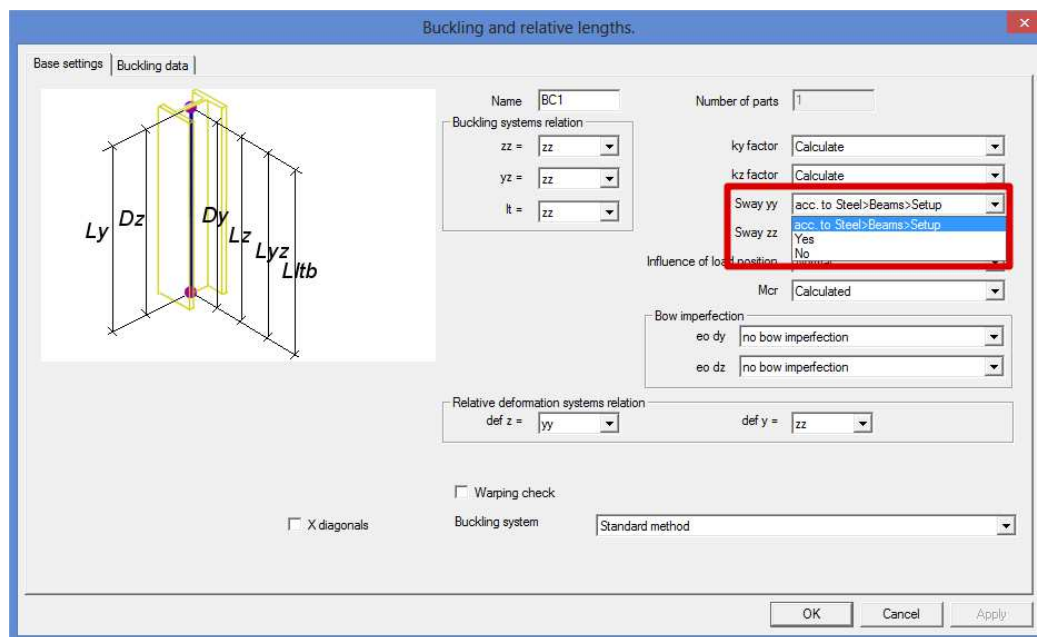 Buckling and relative lengths.
Base settings
Buckling data
Name
BC1
Number of parts
1
Buckling systems relation
zz =
zz
yz =
zz
lt =
zz
ky factor
Calculate
kz factor
Calculate
Sway yy
acc. to Steel>Beams>Setup
acc. to Steel>Beams>Setup
Sway zz
Yes
No
Influence of load position
Normal
Mcr
Calculated
Bow imperfection
eo dy
no bow imperfection
eo dz
no bow imperfection
Ly
Dz
Dy
Lz
Lyz
Lltb
Relative deformation systems relation
def z =
yy
def y =
zz
Warping check
X diagonals
Buckling system
Standard method
OK
Cancel
Apply